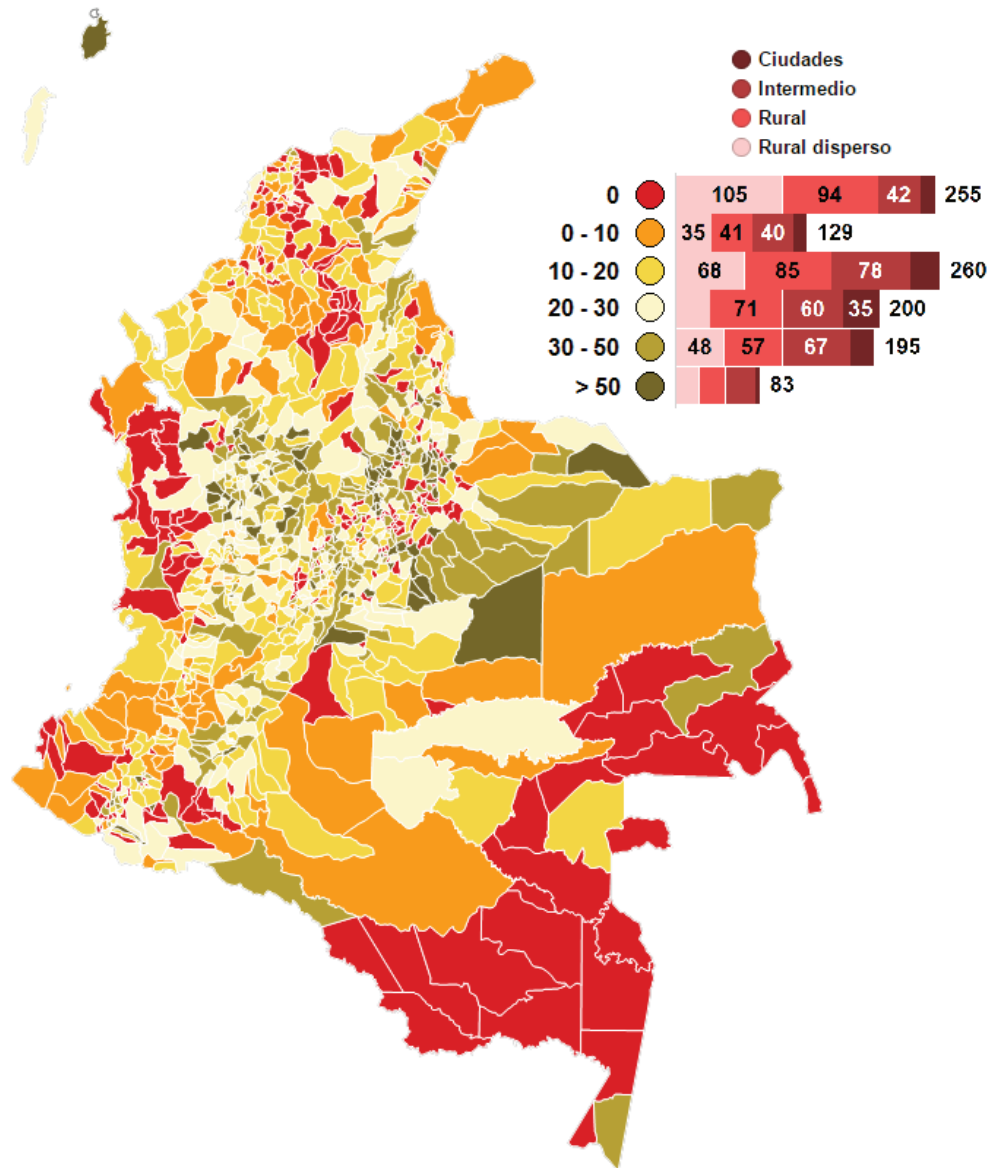 Ciudades
Intermedio
Rural
Rural disperso
0 105 94 42 255
0 - 10 35 41 40 129
10 - 20 68 85 78 260
20 - 30 71 60 35 200
30 - 50 48 57 67 195
> 50 83